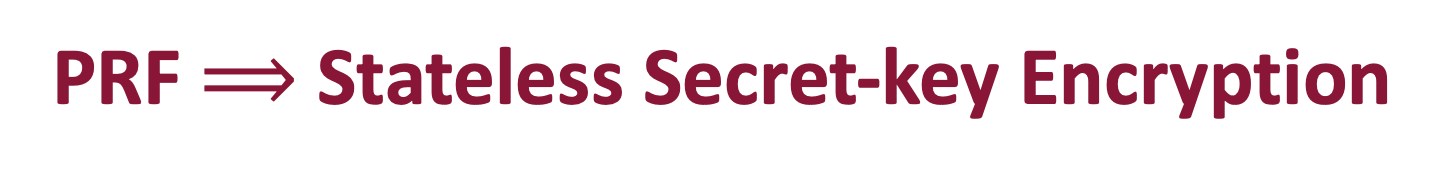 PRF ⟹ Stateless Secret-key Encryption